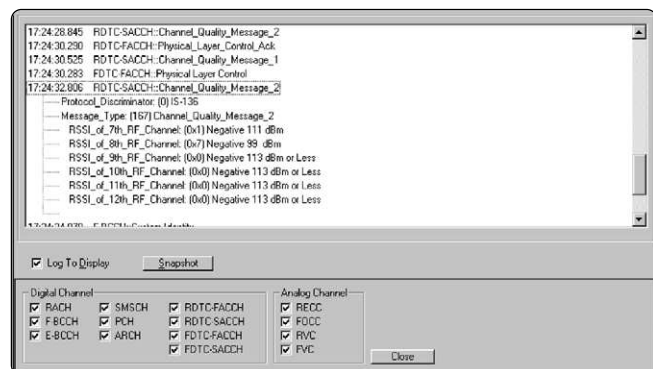 17:24:28.845 RDTC-SACCH::Channel_Quality_Message_2
17:24:30.290 RDTC-FACCH::Physical_Layer_Control_Ack
17:24:30.525 RDTC-SACCH::Channel_Quality_Message_1
17:24:30.283 FDTC-FACCH::Physical Layer Control
17:24:32.806 RDTC-SACCH::Channel_Quality_Message_2
Protocol_Discriminator: (0) IS-136
Message_Type: (167) Channel_Quality_Message_2
RSSI_of_7th_RF_Channel: (0x1) Negative 111 dBm
RSSI_of_8th_RF_Channel: (0x7) Negative 99 dBm
RSSI_of_9th_RF_Channel: (0x0) Negative 113 dBm or Less
RSSI_of_10th_RF_Channel: (0x0) Negative 113 dBm or Less
RSSI_of_11th_RF_Channel: (0x0) Negative 113 dBm or Less
RSSI_of_12th_RF_Channel: (0x0) Negative 113 dBm or Less
Log To Display Snapshot
Digital Channel
RACH SMSCH RDTC-FACCH
F-BCCH PCH RDTC-SACCH
E-BCCH ARCH FDTC-FACCH
FDTC-SACCH
Analog Channel
RECC
FOCC
RVC
FVC
Close